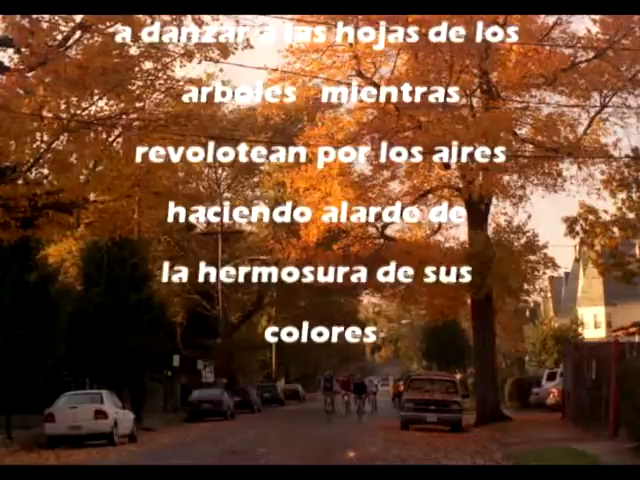 a danzar a las hojas de los
arboles mientras
revolotean por los aires
haciendo alardo de
la hermosura de sus
colores